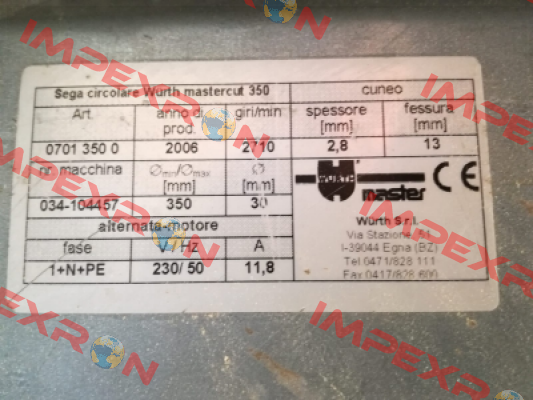 Sega circolare Würth mastercut 350
cuneo
Art.
anno di prod.
giri/min
spessore [mm]
fessura [mm]
0701 350 0
2006
2710
2,8
13
nr. macchina
Ømin/Ømax [mm]
Ø [mm]
034-104457
350
30
alternata-motore
fase
V / Hz
A
1+N+PE
230/ 50
11,8
WÜRTH
master
CE
Würth S.r.l.
Via Stazione, 51
I-39044 Egna (BZ)
Tel 0471/828 111
Fax 0417/828 600
IMPEXRON
IMPEXRON
IMPEXRON
IMPEXRON